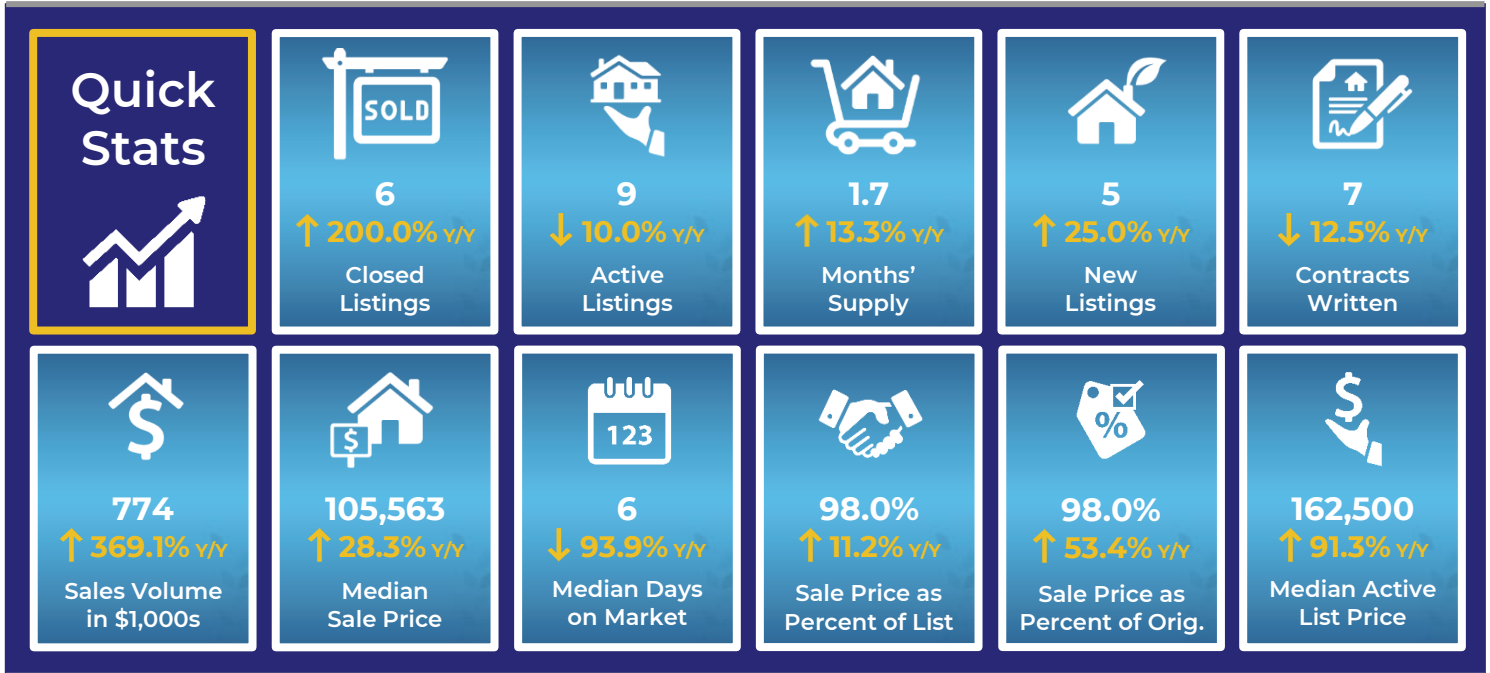 Quick
Stats
SOLD
6
↑ 200.0% Y/Y
Closed
Listings
9
↓ 10.0% Y/Y
Active
Listings
1.7
↑ 13.3% Y/Y
Months’
Supply
5
↑ 25.0% Y/Y
New
Listings
7
↓ 12.5% Y/Y
Contracts
Written
$
774
↑ 369.1% Y/Y
Sales Volume
in $1,000s
$
105,563
↑ 28.3% Y/Y
Median
Sale Price
123
6
↓ 93.9% Y/Y
Median Days
on Market
98.0%
↑ 11.2% Y/Y
Sale Price as
Percent of List
%
98.0%
↑ 53.4% Y/Y
Sale Price as
Percent of Orig.
$
162,500
↑ 91.3% Y/Y
Median Active
List Price